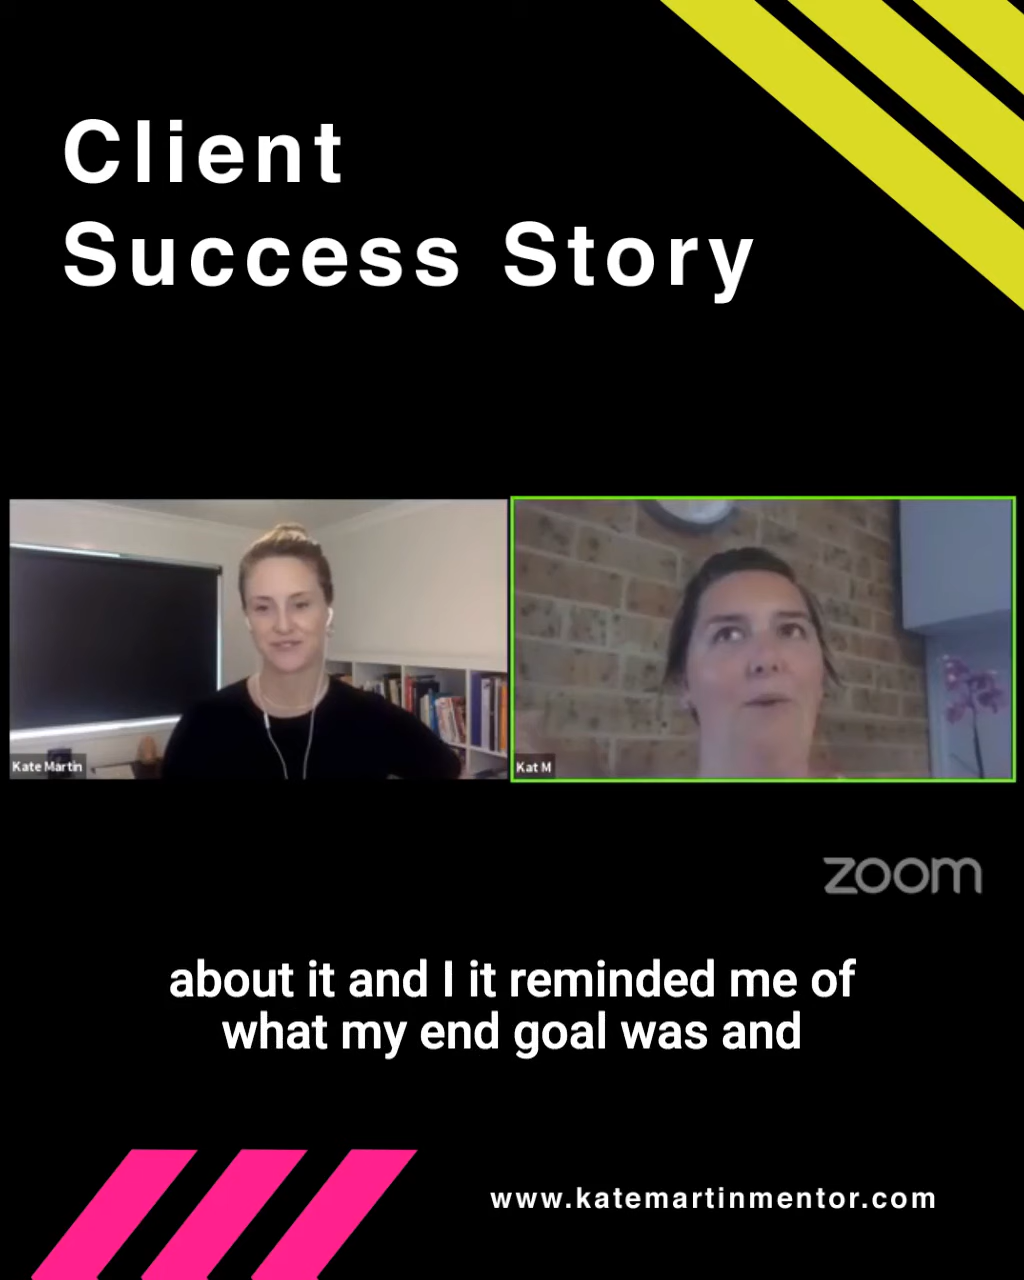 Client
Success Story
Kate Martin
Kat M
zoom
about it and I it reminded me of
what my end goal was and
www.katemartinmentor.com